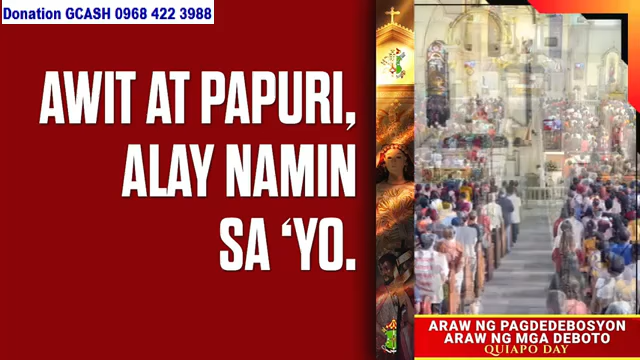 Donation GCASH 0968 422 3988
AWIT AT PAPURI,
ALAY NAMIN
SA ‘YO.
ARAW NG PAGDEDEBOSYON
ARAW NG MGA DEBOTO
QUIAPO DAY